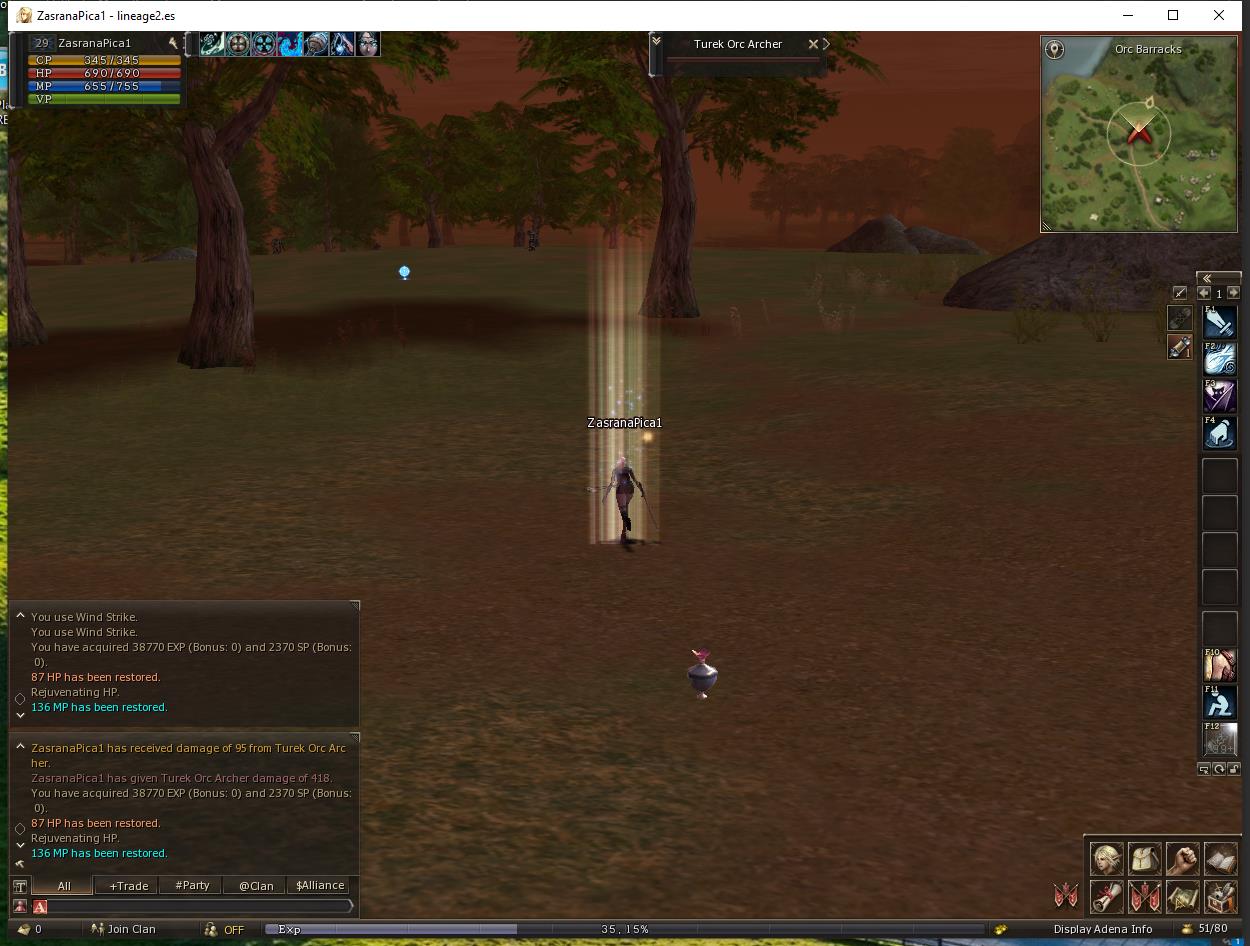 ZasranaPica1 - lineage2.es
29 ZasranaPica1
CP 345/345
HP 690/690
MP 655/755
VP
Turek Orc Archer
Orc Barracks
1
F1
F2
F3
F4
1
ZasranaPica1
F10
F11
F12
99+
You use Wind Strike.
You use Wind Strike.
You have acquired 38770 EXP (Bonus: 0) and 2370 SP (Bonus:
0).
87 HP has been restored.
Rejuvenating HP.
136 MP has been restored.
ZasranaPica1 has received damage of 95 from Turek Orc Arc
her.
ZasranaPica1 has given Turek Orc Archer damage of 418.
You have acquired 38770 EXP (Bonus: 0) and 2370 SP (Bonus:
0).
87 HP has been restored.
Rejuvenating HP.
136 MP has been restored.
All +Trade #Party @Clan $Alliance
A
0 Join Clan OFF Exp 35,15% Display Adena Info 51/80